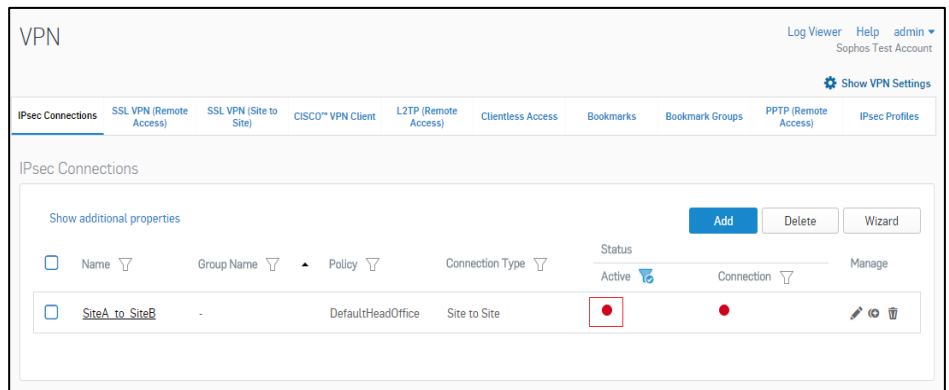 VPN
Log Viewer Help admin
Sophos Test Account
Show VPN Settings
IPsec Connections
SSL VPN (Remote
Access)
SSL VPN (Site to
Site)
CISCO™ VPN Client
L2TP (Remote
Access)
Clientless Access
Bookmarks
Bookmark Groups
PPTP (Remote
Access)
IPsec Profiles
IPsec Connections
Show additional properties
Add
Delete
Wizard
Name
Group Name
Policy
Connection Type
Status
Active
Connection
Manage
SiteA_to_SiteB
-
DefaultHeadOffice
Site to Site